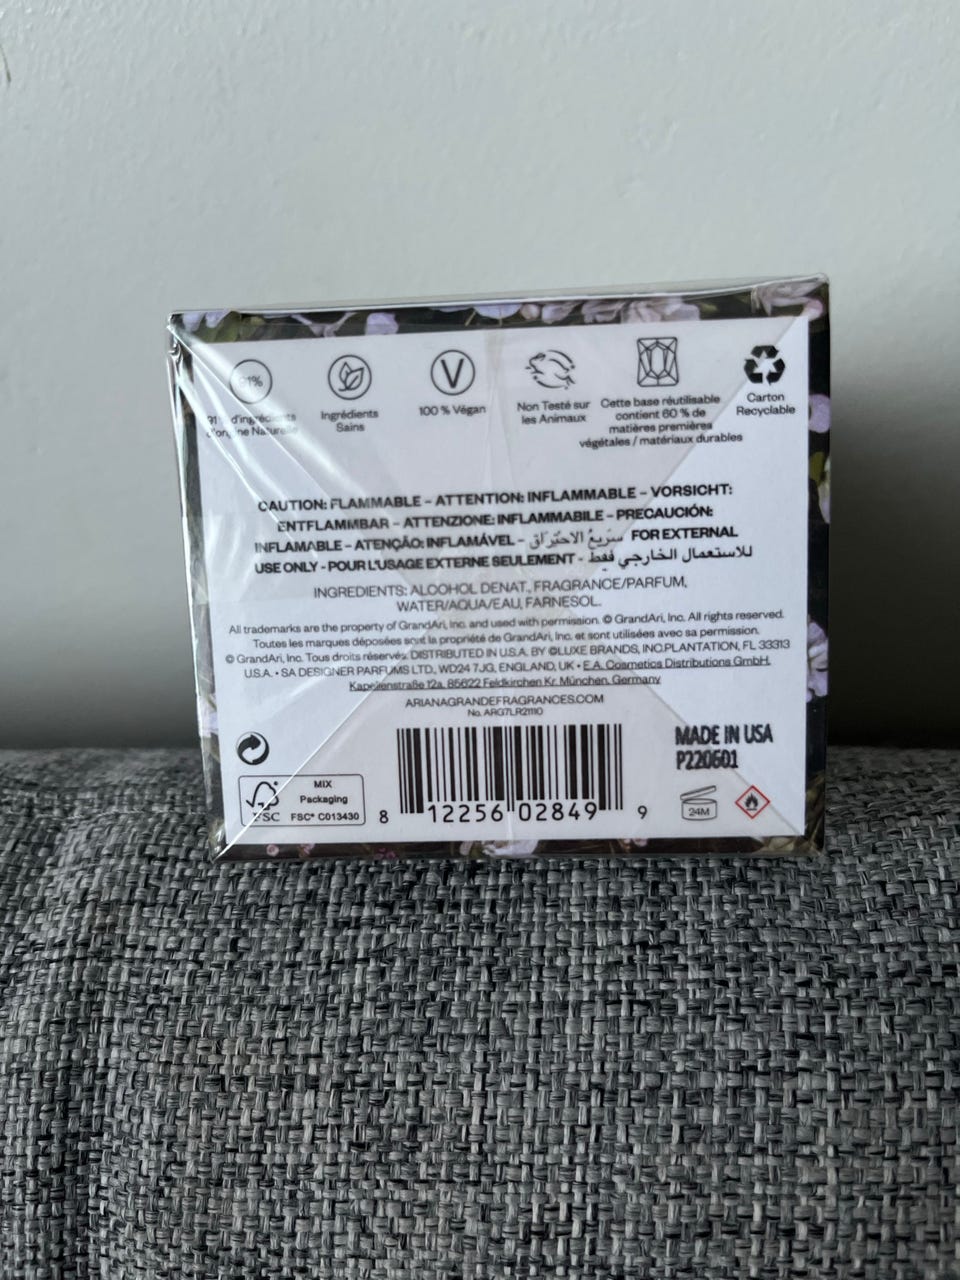 91%
91 % d'ingrédients
d'origine Naturelle
Ingrédients
Sains
V
100 % Végan
Non Testé sur
les Animaux
Cette base réutilisable
contient 60 % de
matières premières
végétales / matériaux durables
Carton
Recyclable
CAUTION: FLAMMABLE – ATTENTION: INFLAMMABLE – VORSICHT:
ENTFLAMMBAR – ATTENZIONE: INFLAMMABILE – PRECAUCIÓN:
INFLAMABLE – ATENÇÃO: INFLAMÁVEL – سَريعُ الاحتراق FOR EXTERNAL
USE ONLY – POUR L'USAGE EXTERNE SEULEMENT – للاستعمال الخارجي فقط
INGREDIENTS: ALCOHOL DENAT., FRAGRANCE/PARFUM,
WATER/AQUA/EAU, FARNESOL.
All trademarks are the property of GrandAri, Inc. and used with permission. © GrandAri, Inc. All rights reserved.
Toutes les marques déposées sont la propriété de GrandAri, Inc. et sont utilisées avec sa permission.
© GrandAri, Inc. Tous droits réservés. DISTRIBUTED IN U.S.A. BY ©LUXE BRANDS, INC.PLANTATION, FL 33313
U.S.A. • SA DESIGNER PARFUMS LTD, WD24 7JG, ENGLAND, UK • E.A. Cosmetics Distributions GmbH,
Kapellenstraße 12a, 85622 Feldkirchen Kr. München, Germany
ARIANAGRANDEFRAGRANCES.COM
No. ARG7LR21110
MADE IN USA
P220601
FSC
MIX
Packaging
FSC® C013430
8 12256 02849 9
24M